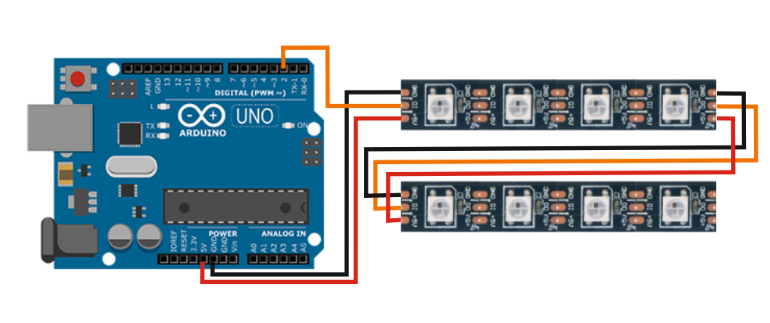 AREF
GND
13
12
~11
~10
~9
8
7
~6
~5
4
~3
2
TX-1
RX-0
DIGITAL (PWM ~)
L
TX
RX
ARDUINO
UNO
ON
POWER
ANALOG IN
IOREF
RESET
3.3V
5V
GND
GND
Vin
A0
A1
A2
A3
A4
A5